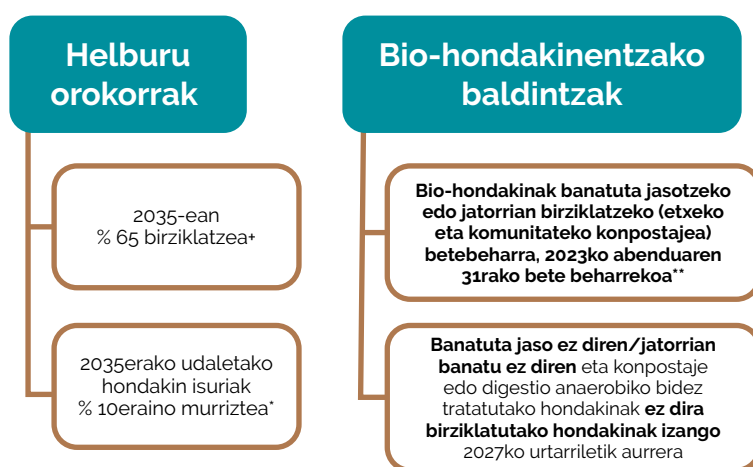 Helburu
orokorrak
2035-ean
% 65 birziklatzea+
2035erako udaletako
hondakin isuriak
% 10eraino murriztea*
Bio-hondakinentzako
baldintzak
Bio-hondakinak banatuta jasotzeko
edo jatorrian birziklatzeko (etxeko
eta komunitateko konpostajea)
betebeharra, 2023ko abenduaren
31rako bete beharrekoa**
Banatuta jaso ez diren/jatorrian
banatu ez diren eta konpostaje
edo digestio anaerobiko bidez
tratatutako hondakinak ez dira
birziklatutako hondakinak izango
2027ko urtarriletik aurrera